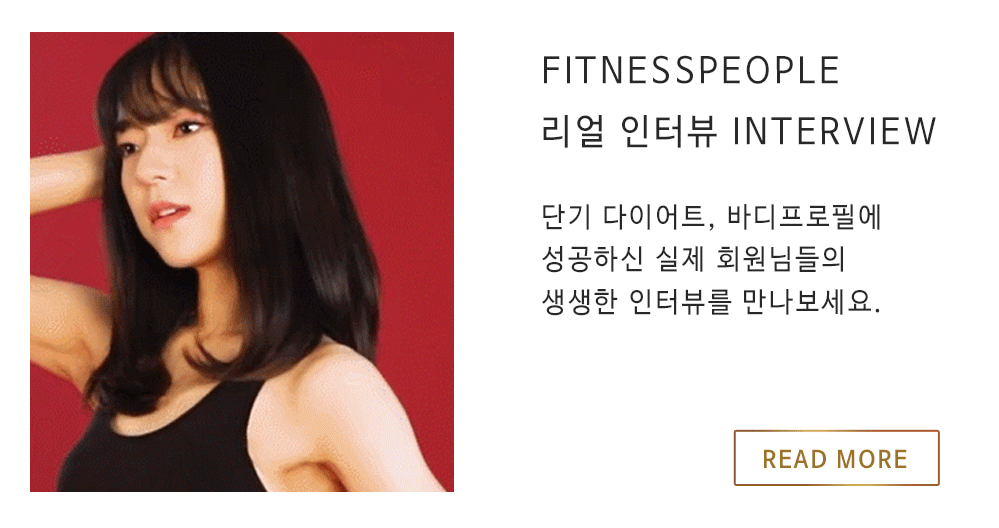 FITNESSPEOPLE
리얼 인터뷰 INTERVIEW
단기 다이어트, 바디프로필에
성공하신 실제 회원님들의
생생한 인터뷰를 만나보세요.
READ MORE